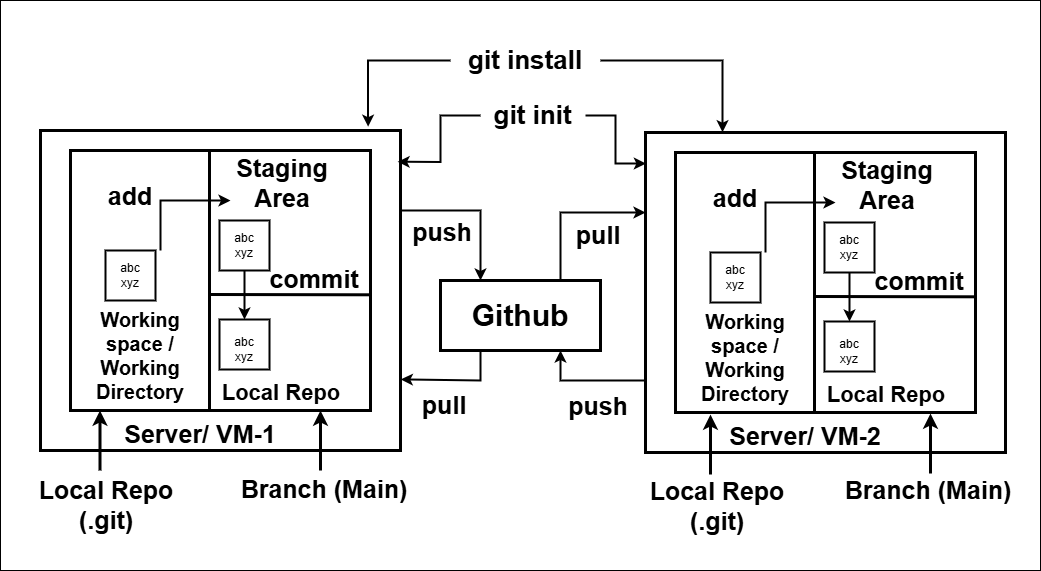 git install
git init
Staging
Area
add
abc
xyz
commit
abc
xyz
Working
space /
Working
Directory
abc
xyz
Local Repo
Server/ VM-1
Local Repo
(.git)
Branch (Main)
push
pull
Github
pull
push
Staging
Area
add
abc
xyz
commit
abc
xyz
Working
space /
Working
Directory
abc
xyz
Local Repo
Server/ VM-2
Local Repo
(.git)
Branch (Main)